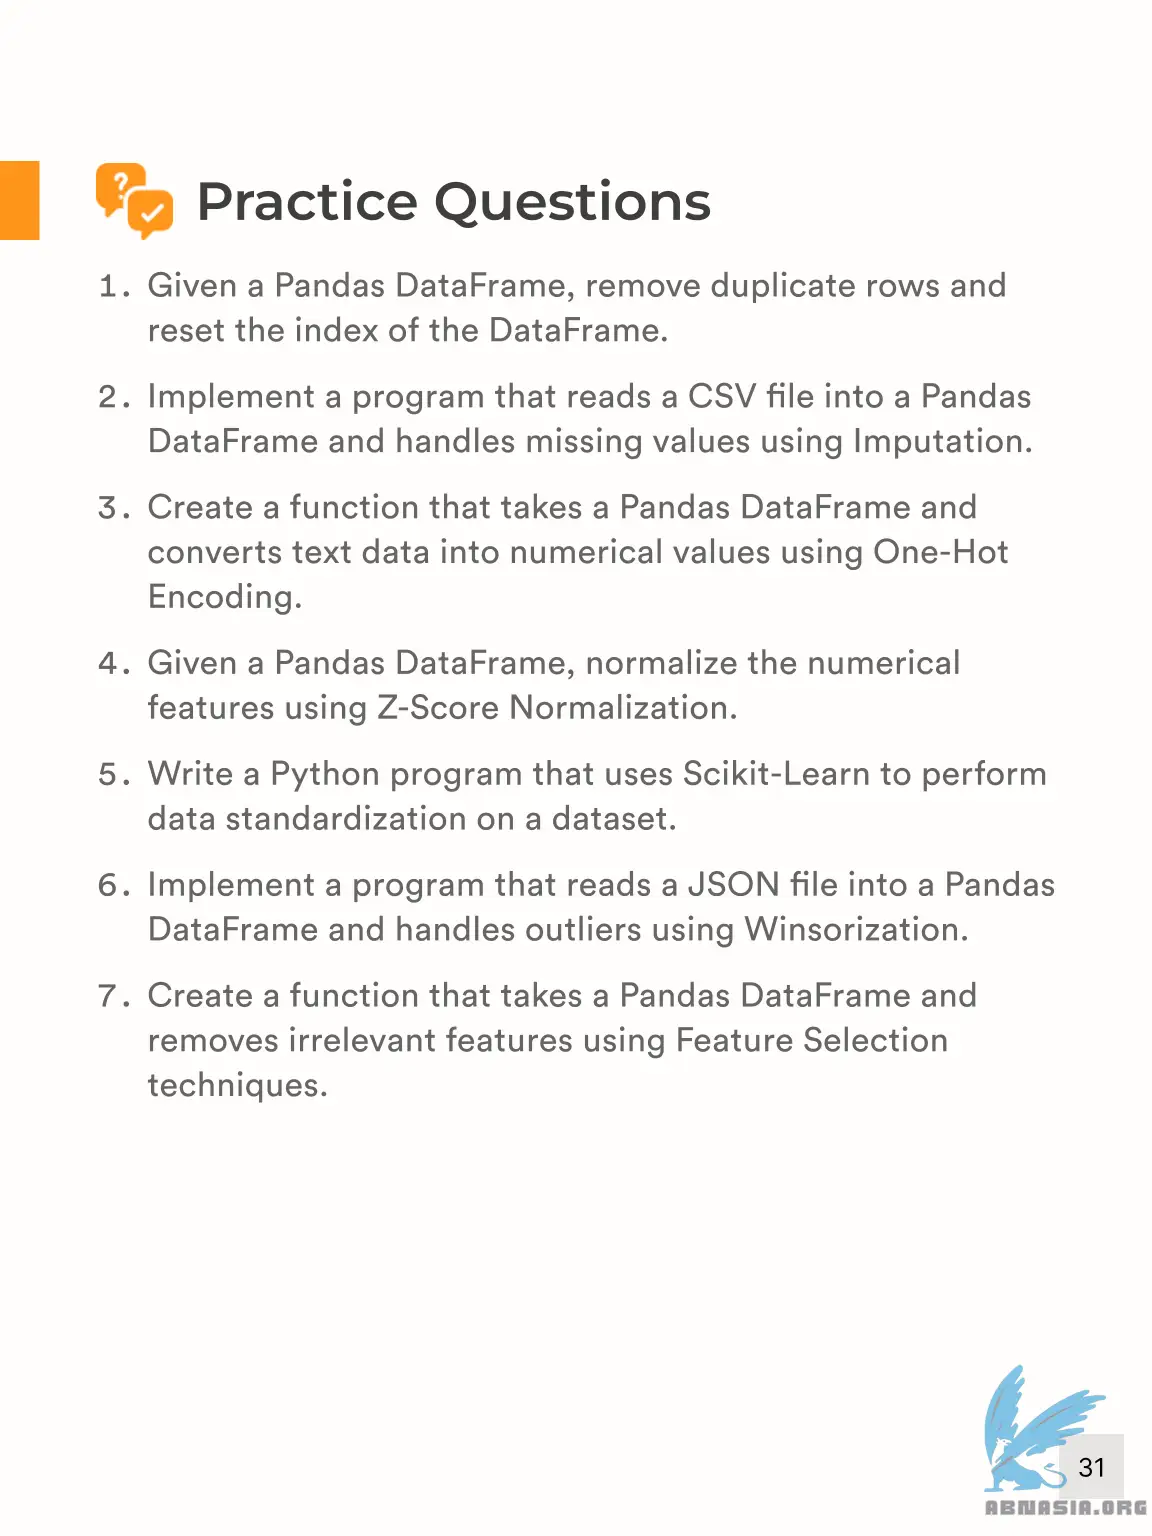 Practice Questions
1. Given a Pandas DataFrame, remove duplicate rows and
reset the index of the DataFrame.
2. Implement a program that reads a CSV file into a Pandas
DataFrame and handles missing values using Imputation.
3. Create a function that takes a Pandas DataFrame and
converts text data into numerical values using One-Hot
Encoding.
4. Given a Pandas DataFrame, normalize the numerical
features using Z-Score Normalization.
5. Write a Python program that uses Scikit-Learn to perform
data standardization on a dataset.
6. Implement a program that reads a JSON file into a Pandas
DataFrame and handles outliers using Winsorization.
7. Create a function that takes a Pandas DataFrame and
removes irrelevant features using Feature Selection
techniques.
31
ABNASIA.ORG